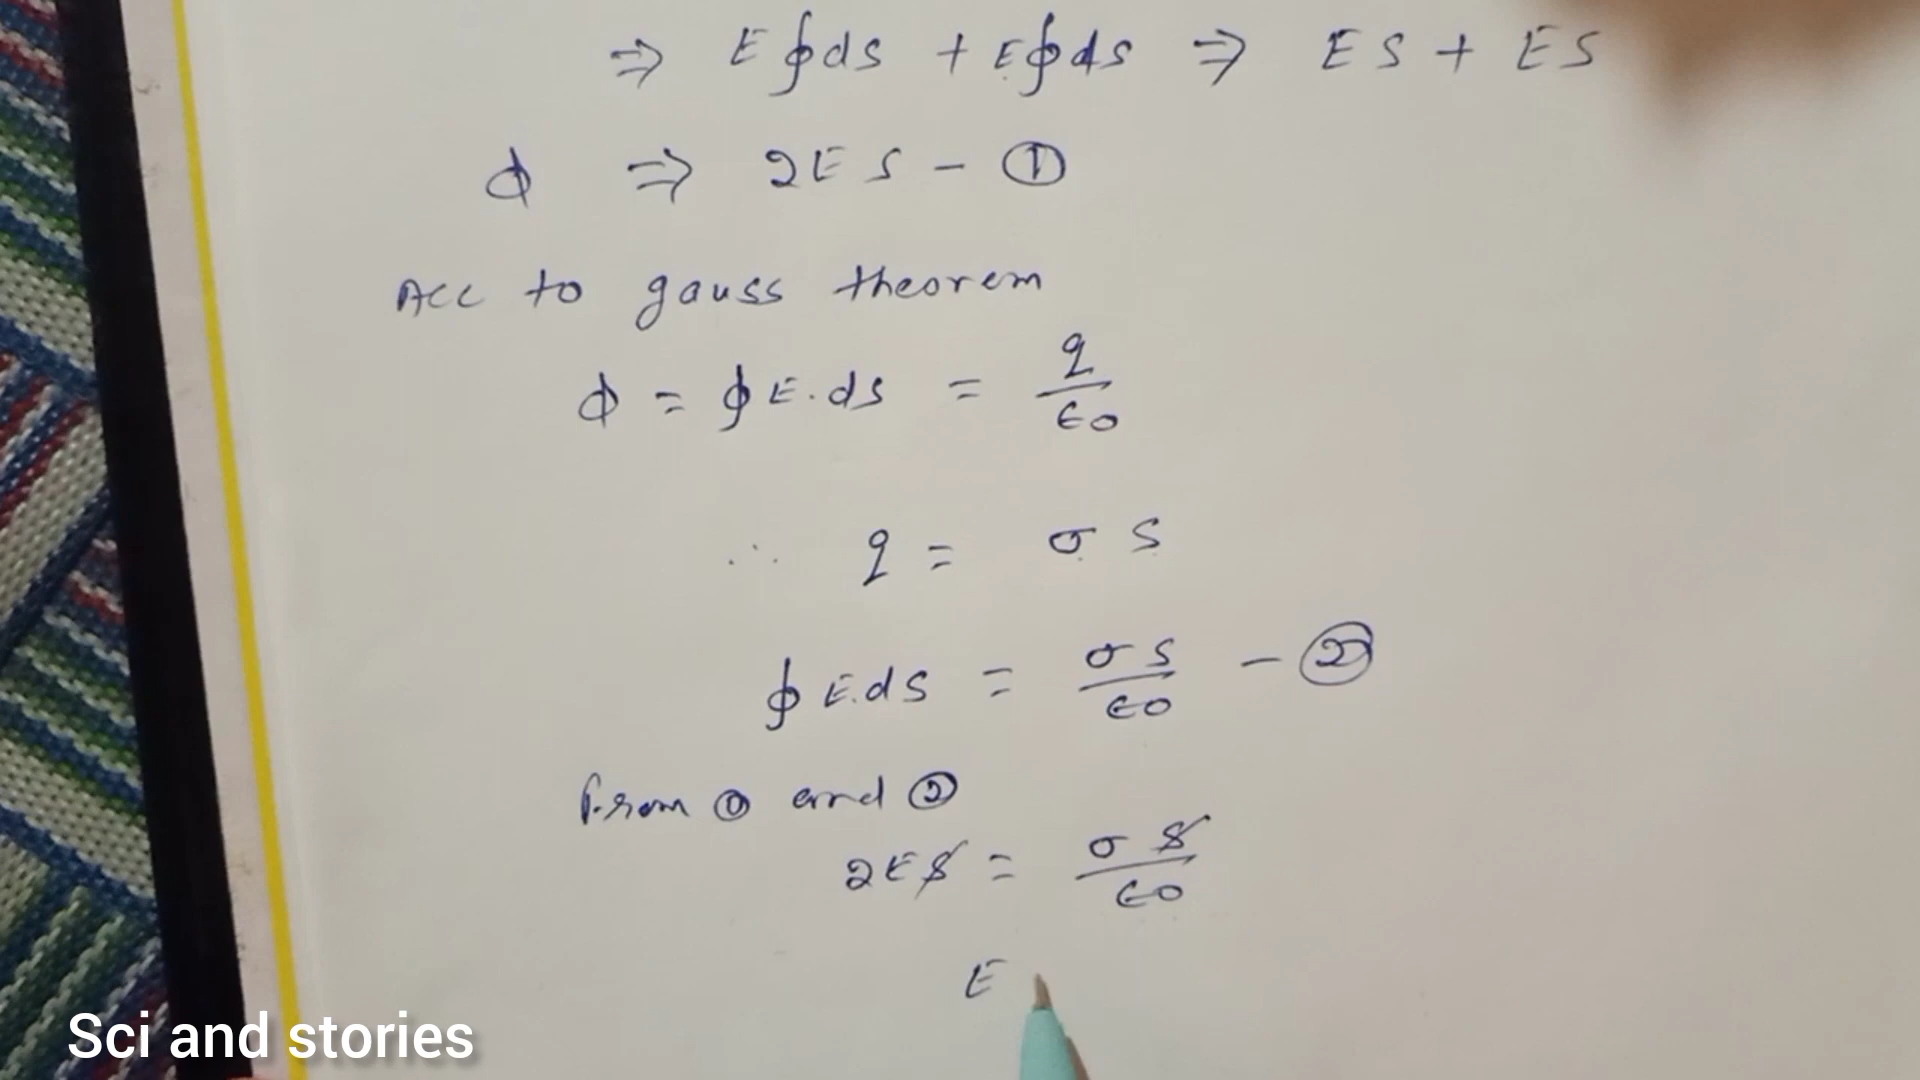 ⇒ E ∮ds + E∮ds ⇒ ES + ES
ϕ ⇒ 2ES - ①
Acc to gauss theorem
ϕ = ∮E.ds = q/ϵ0
∴ q = σ S
∮E.ds = σS/ϵ0 - ②
From ① and ②
2ES = σS/ϵ0
E
Sci and stories